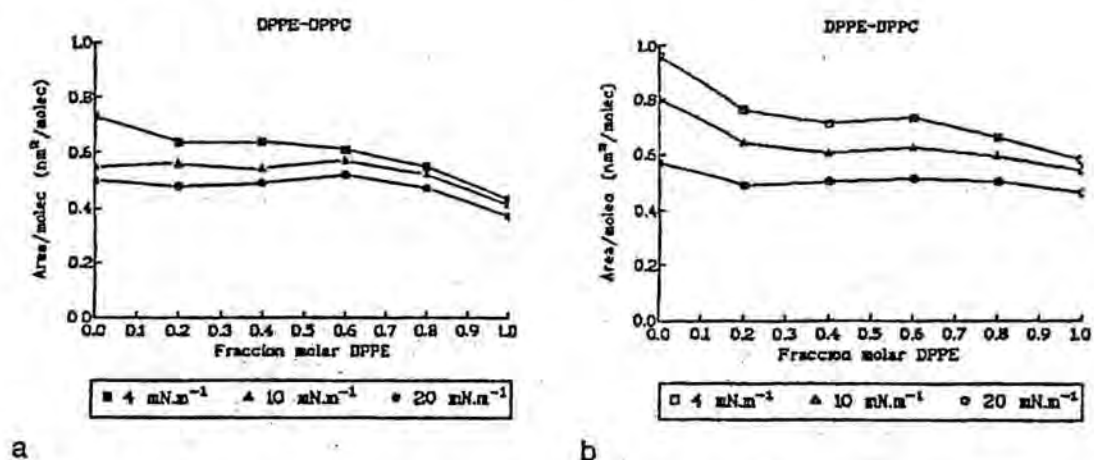 DPPE-DPPC
Area/molec (nm²/molec)
1.0
0.8
0.6
0.4
0.2
0.0
0.0 0.1 0.2 0.3 0.4 0.5 0.6 0.7 0.8 0.9 1.0
Fraccion molar DPPE
4 mN.m⁻¹ 10 mN.m⁻¹ 20 mN.m⁻¹
a
DPPE-DPPC
Area/molec (nm²/molec)
1.0
0.8
0.6
0.4
0.2
0.0
0.0 0.1 0.2 0.3 0.4 0.5 0.6 0.7 0.8 0.9 1.0
Fraccion molar DPPE
4 mN.m⁻¹ 10 mN.m⁻¹ 20 mN.m⁻¹
b